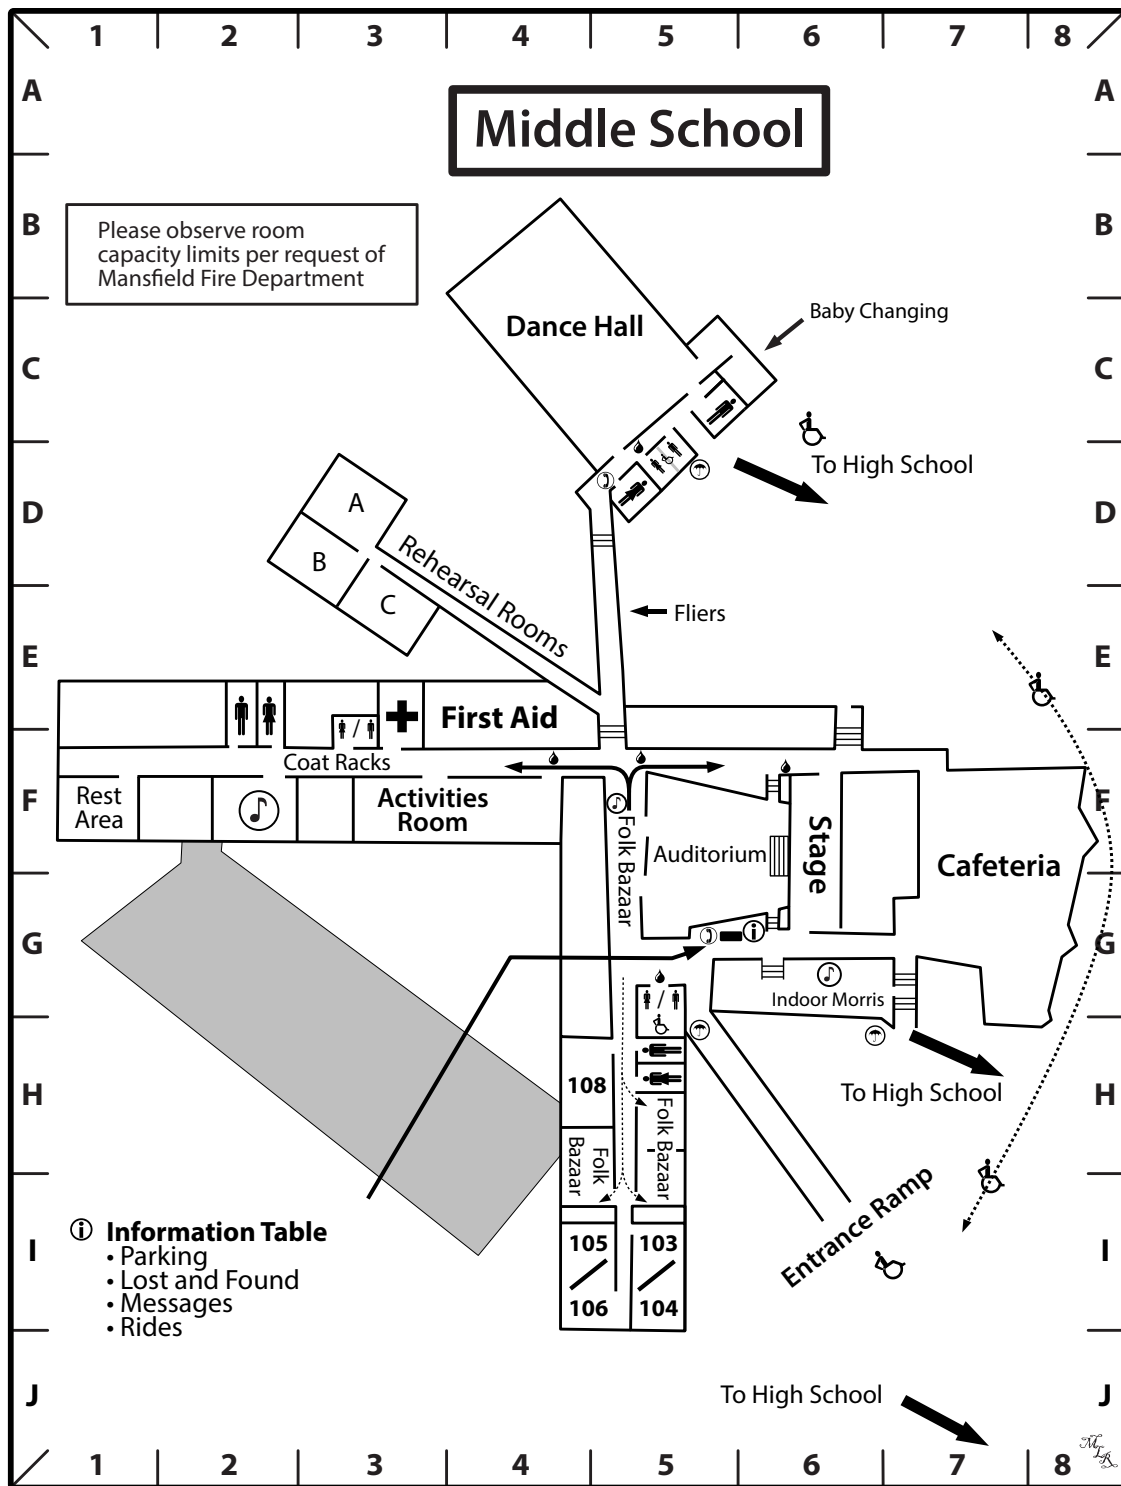 1 2 3 4 5 6 7 8
A A
Middle School
B B
Please observe room
capacity limits per request of
Mansfield Fire Department
Baby Changing
Dance Hall
C C
To High School
A
D D
B
Rehearsal Rooms
C
Fliers
E E
First Aid
/
Coat Racks
F F
Rest
Area
Activities
Room
Folk Bazaar
Auditorium
Stage
Cafeteria
G G
i
/
Indoor Morris
H H
108
To High School
Folk Bazaar
Folk
Bazaar
Entrance Ramp
I I
i Information Table
• Parking
• Lost and Found
• Messages
• Rides
105 103
106 104
J J
To High School
MLR
1 2 3 4 5 6 7 8